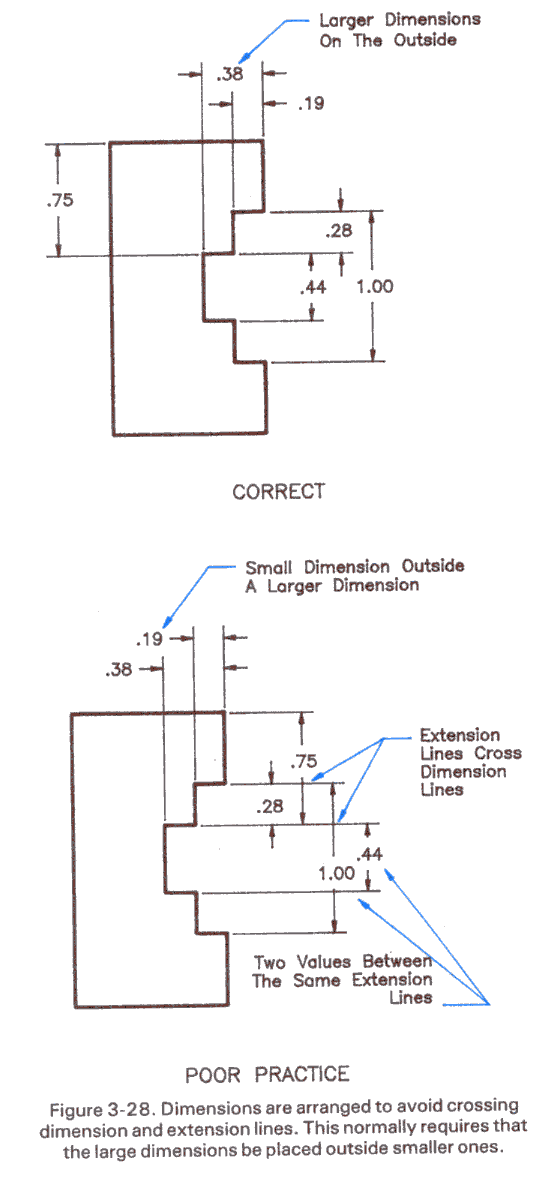 Larger Dimensions
On The Outside
.38
.19
.75
.28
.44
1.00
CORRECT
Small Dimension Outside
A Larger Dimension
.19
.38
Extension
Lines Cross
Dimension
Lines
.75
.28
.44
1.00
Two Values Between
The Same Extension
Lines
POOR PRACTICE
Figure 3-28. Dimensions are arranged to avoid crossing
dimension and extension lines. This normally requires that
the large dimensions be placed outside smaller ones.